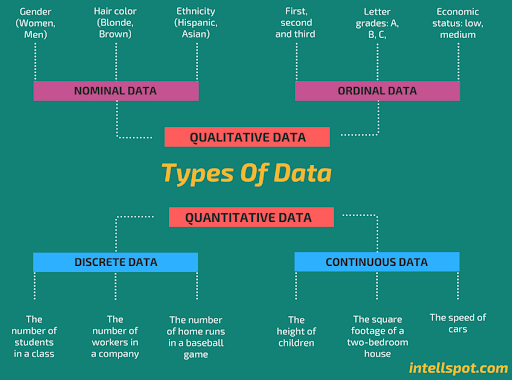 Gender
(Women,
Men)
Hair color
(Blonde,
Brown)
Ethnicity
(Hispanic,
Asian)
First,
second
and third
Letter
grades: A,
B, C,
Economic
status: low,
medium
NOMINAL DATA
ORDINAL DATA
QUALITATIVE DATA
Types Of Data
QUANTITATIVE DATA
DISCRETE DATA
CONTINUOUS DATA
The
number of
students
in a class
The
number of
workers in
a company
The number
of home runs
in a baseball
game
The
height of
children
The square
footage of a
two-bedroom
house
The speed of
cars
intellspot.com